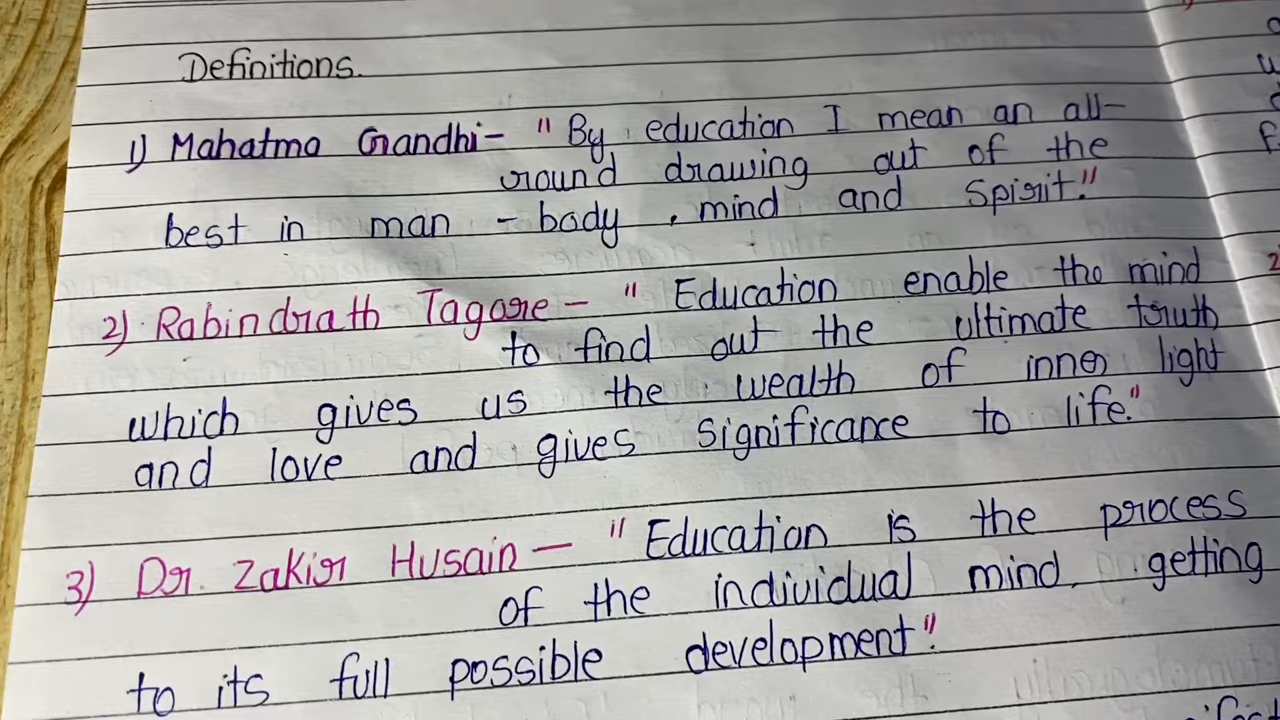 Definitions.
1) Mahatma Gandhi- "By education I mean an all-
round drawing out of the
best in man - body, mind and Spirit."
2) Rabindrath Tagore - "Education enable the mind
to find out the ultimate truth
which gives us the wealth of inner light
and love and gives significance to life."
3) Dr. Zakir Husain - "Education is the process
of the individual mind, getting
to its full possible development".